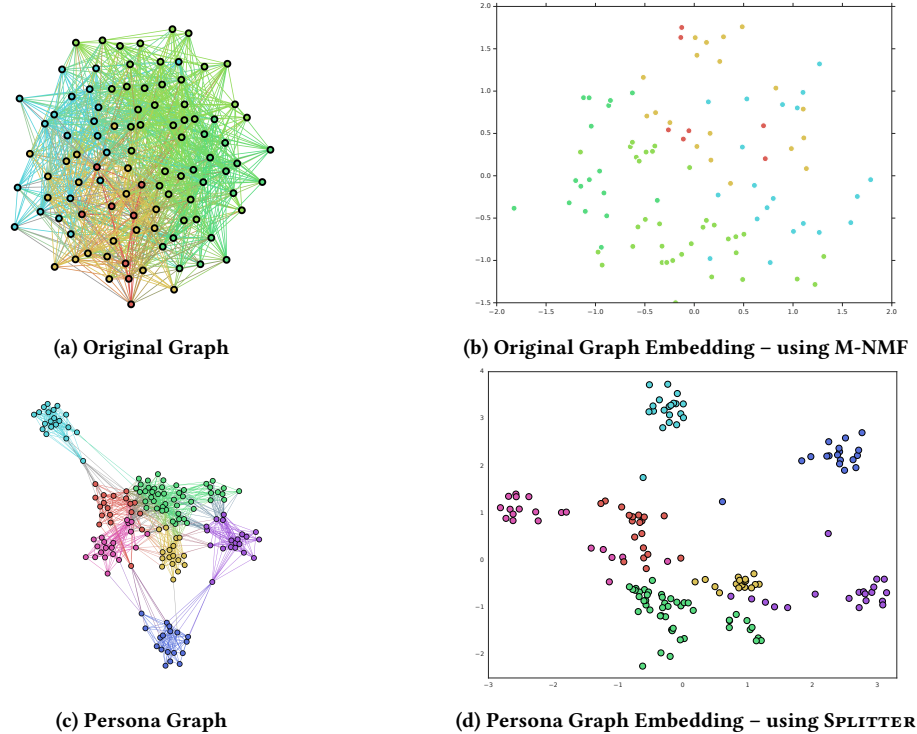 2.0
1.5
1.0
0.5
0.0
−0.5
−1.0
−1.5
−2.0 −1.5 −1.0 −0.5 0.0 0.5 1.0 1.5 2.0
(a) Original Graph
(b) Original Graph Embedding – using M-NMF
4
3
2
1
0
−1
−2
−3 −2 −1 0 1 2 3
(c) Persona Graph
(d) Persona Graph Embedding – using SPLITTER